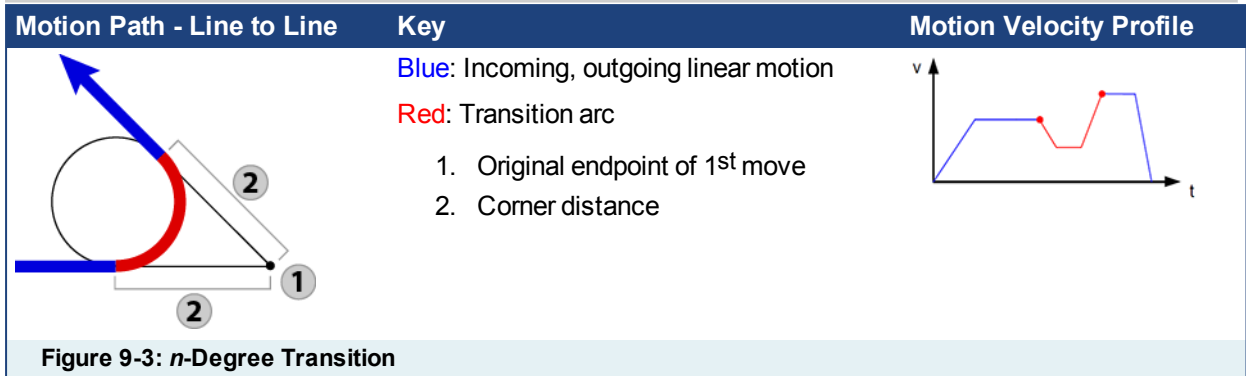 Motion Path - Line to Line
Key
Motion Velocity Profile
Blue: Incoming, outgoing linear motion
Red: Transition arc
1. Original endpoint of 1st move
2. Corner distance
2
1
2
v
t
Figure 9-3: n-Degree Transition